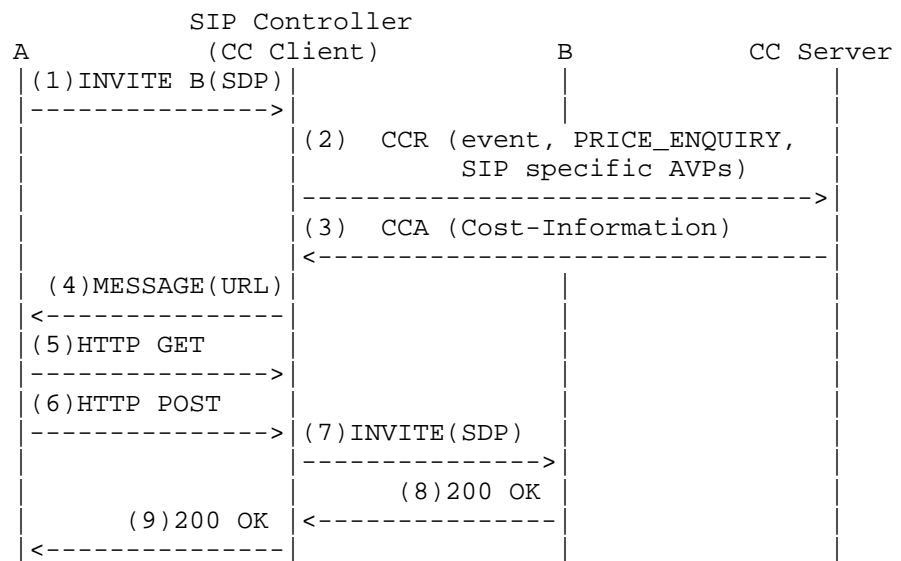 SIP Controller
A (CC Client) B CC Server
(1)INVITE B(SDP)
(2) CCR (event, PRICE_ENQUIRY,
SIP specific AVPs)
(3) CCA (Cost-Information)
(4)MESSAGE(URL)
(5)HTTP GET
(6)HTTP POST
(7)INVITE(SDP)
(8)200 OK
(9)200 OK